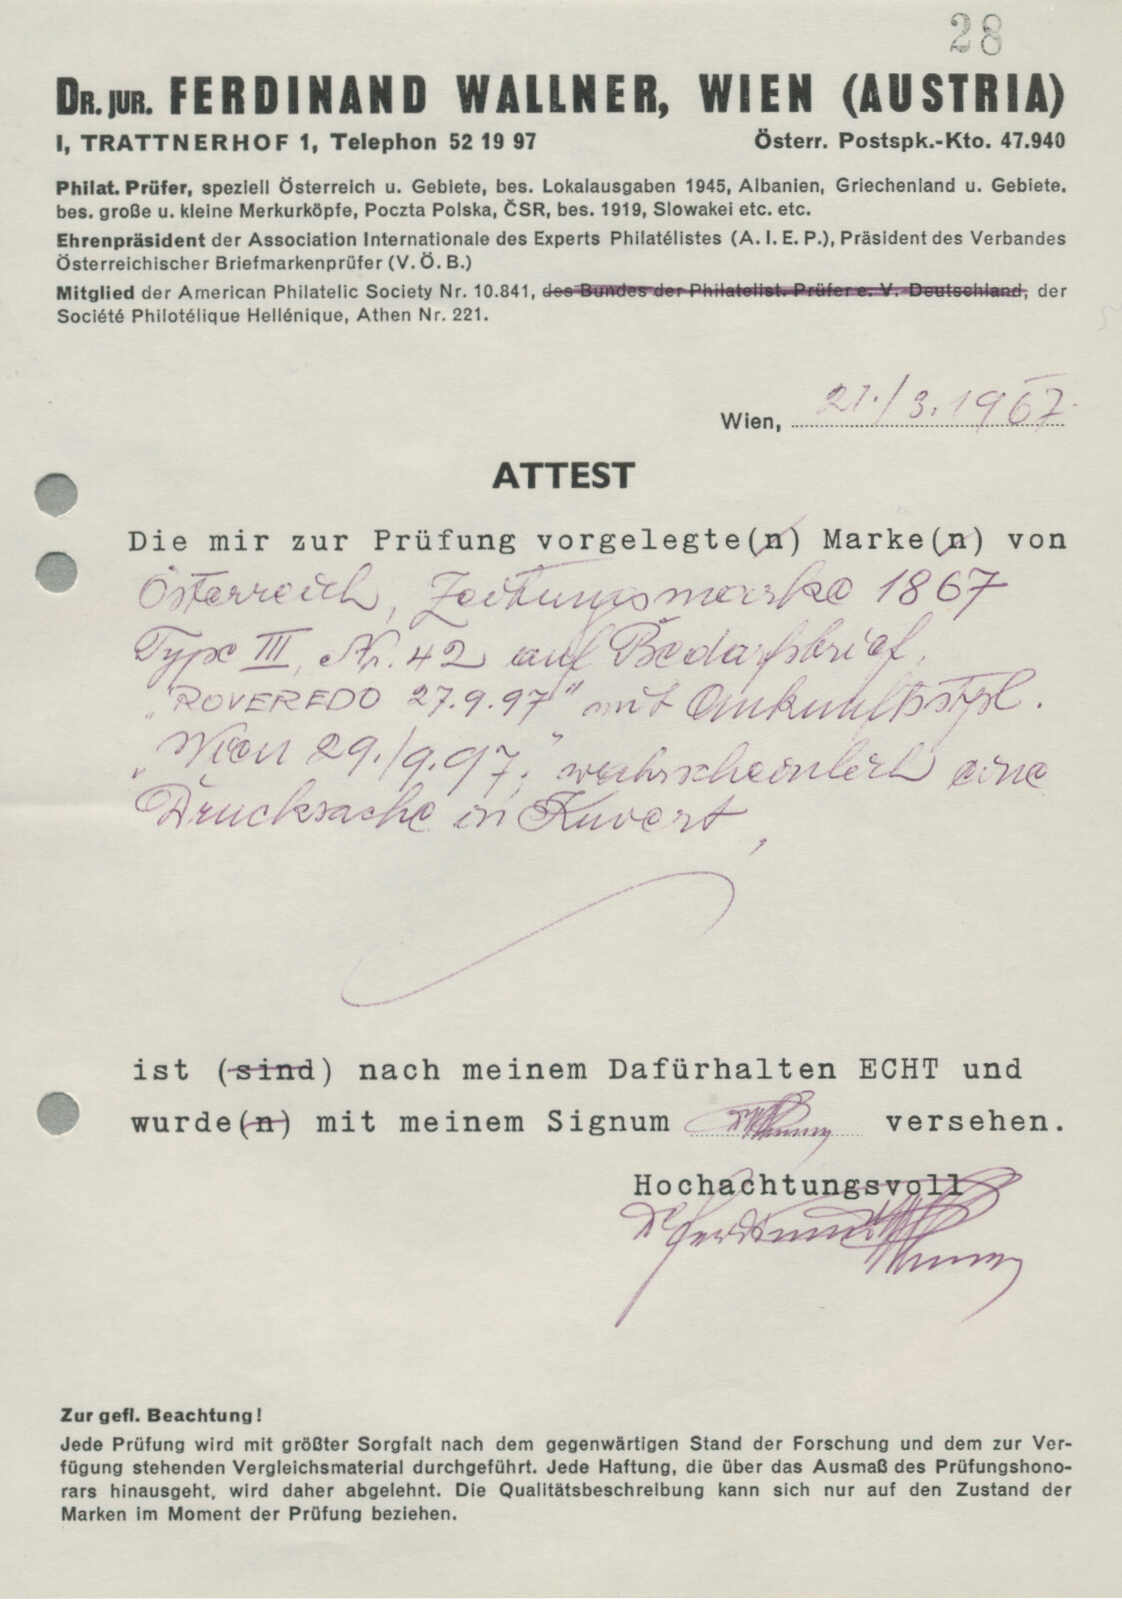 28
DR. JUR. FERDINAND WALLNER, WIEN (AUSTRIA)
I, TRATTNERHOF 1, Telephon 52 19 97 Österr. Postspk.-Kto. 47.940
Philat. Prüfer, speziell Österreich u. Gebiete, bes. Lokalausgaben 1945, Albanien, Griechenland u. Gebiete,
bes. große u. kleine Merkurköpfe, Poczta Polska, ČSR, bes. 1919, Slowakei etc. etc.
Ehrenpräsident der Association Internationale des Experts Philatélistes (A. I. E. P.), Präsident des Verbandes
Österreichischer Briefmarkenprüfer (V. Ö. B.)
Mitglied der American Philatelic Society Nr. 10.841, des Bundes der Philatelist. Prüfer e. V. Deutschland, der
Société Philotélique Hellénique, Athen Nr. 221.
Wien, 21./3. 1967.
ATTEST
Die mir zur Prüfung vorgelegte(n) Marke(n) von
Österreich, Zeitungsmarke 1867
Type III, Nr. 42 auf Bedarfsbrief,
"ROVEREDO 27.9.97" mit Ankunftsstpl.
"Wien 29./9.97", wahrscheinlich eine
Drucksache in Kuvert,
ist (sind) nach meinem Dafürhalten ECHT und
wurde(n) mit meinem Signum versehen.
Hochachtungsvoll
Dr Ferdinand Wallner
Zur gefl. Beachtung!
Jede Prüfung wird mit größter Sorgfalt nach dem gegenwärtigen Stand der Forschung und dem zur Ver-
fügung stehenden Vergleichsmaterial durchgeführt. Jede Haftung, die über das Ausmaß des Prüfungshono-
rars hinausgeht, wird daher abgelehnt. Die Qualitätsbeschreibung kann sich nur auf den Zustand der
Marken im Moment der Prüfung beziehen.